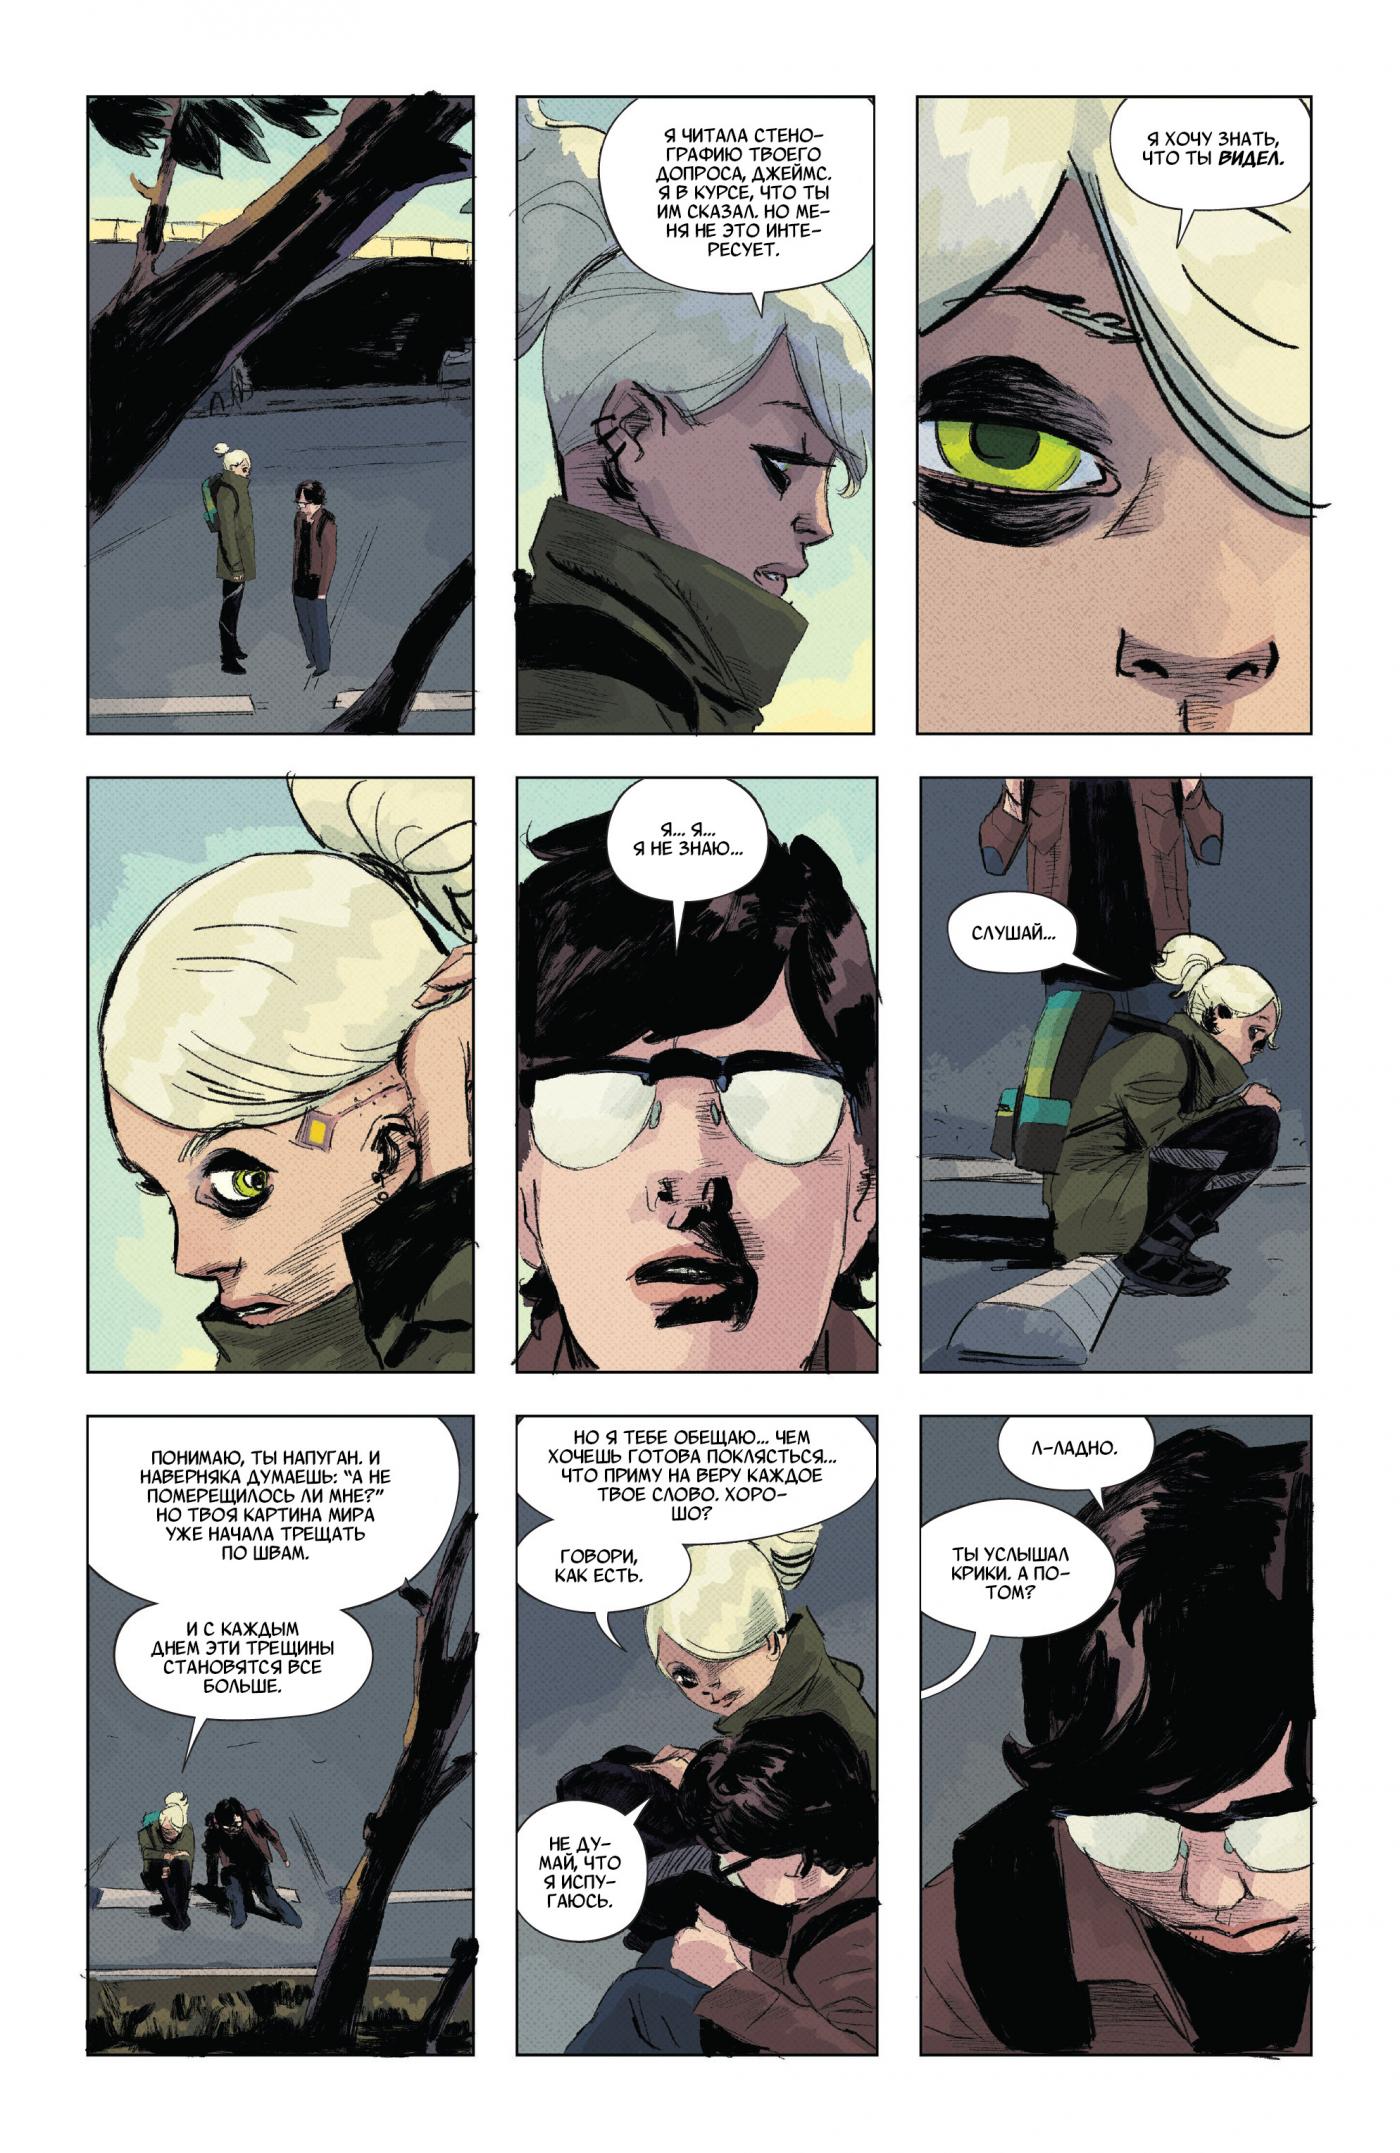 Я ЧИТАЛА СТЕНО-
ГРАФИЮ ТВОЕГО
ДОПРОСА, ДЖЕЙМС.
Я В КУРСЕ, ЧТО ТЫ
ИМ СКАЗАЛ. НО МЕ-
НЯ НЕ ЭТО ИНТЕ-
РЕСУЕТ.
Я ХОЧУ ЗНАТЬ,
ЧТО ТЫ ВИДЕЛ.
Я... Я...
Я НЕ ЗНАЮ...
СЛУШАЙ...
ПОНИМАЮ, ТЫ НАПУГАН. И
НАВЕРНЯКА ДУМАЕШЬ: “А НЕ
ПОМЕРЕЩИЛОСЬ ЛИ МНЕ?”
НО ТВОЯ КАРТИНА МИРА
УЖЕ НАЧАЛА ТРЕЩАТЬ
ПО ШВАМ.
И С КАЖДЫМ
ДНЕМ ЭТИ ТРЕЩИНЫ
СТАНОВЯТСЯ ВСЕ
БОЛЬШЕ.
НО Я ТЕБЕ ОБЕЩАЮ... ЧЕМ
ХОЧЕШЬ ГОТОВА ПОКЛЯСТЬСЯ...
ЧТО ПРИМУ НА ВЕРУ КАЖДОЕ
ТВОЕ СЛОВО. ХОРО-
ШО?
ГОВОРИ,
КАК ЕСТЬ.
НЕ ДУ-
МАЙ, ЧТО
Я ИСПУ-
ГАЮСЬ.
Л-ЛАДНО.
ТЫ УСЛЫШАЛ
КРИКИ. А ПО-
ТОМ?